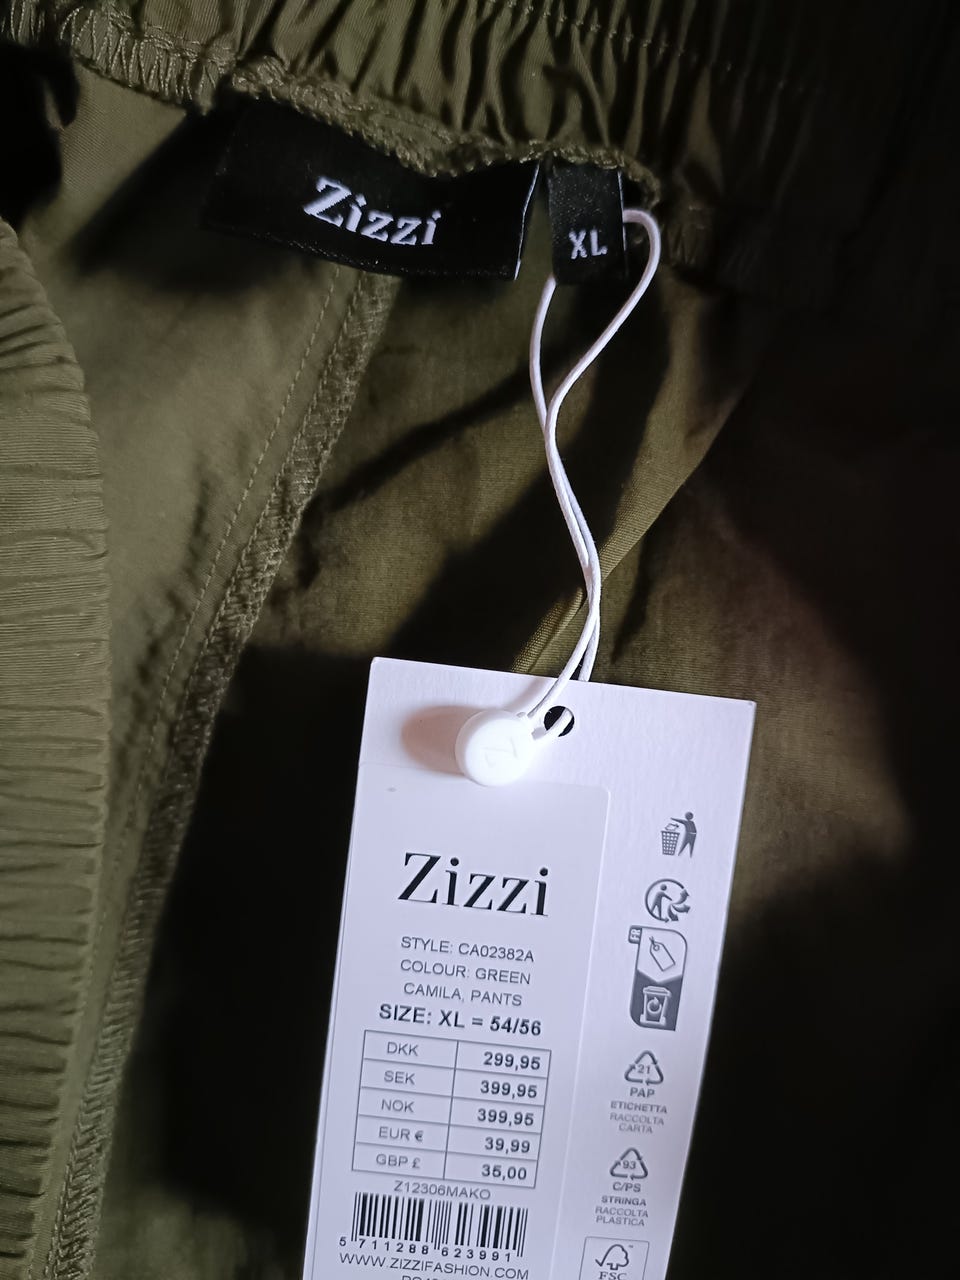 Zizzi
XL
Zizzi
STYLE: CA02382A
COLOUR: GREEN
CAMILA, PANTS
SIZE: XL = 54/56
DKK 299,95
SEK 399,95
NOK 399,95
EUR € 39,99
GBP £ 35,00
Z12306MAKO
5 711288 623991
WWW.ZIZZIFASHION.COM
FR
21
PAP
ETICHETTA
RACCOLTA
CARTA
93
C/PS
STRINGA
RACCOLTA
PLASTICA
FSC